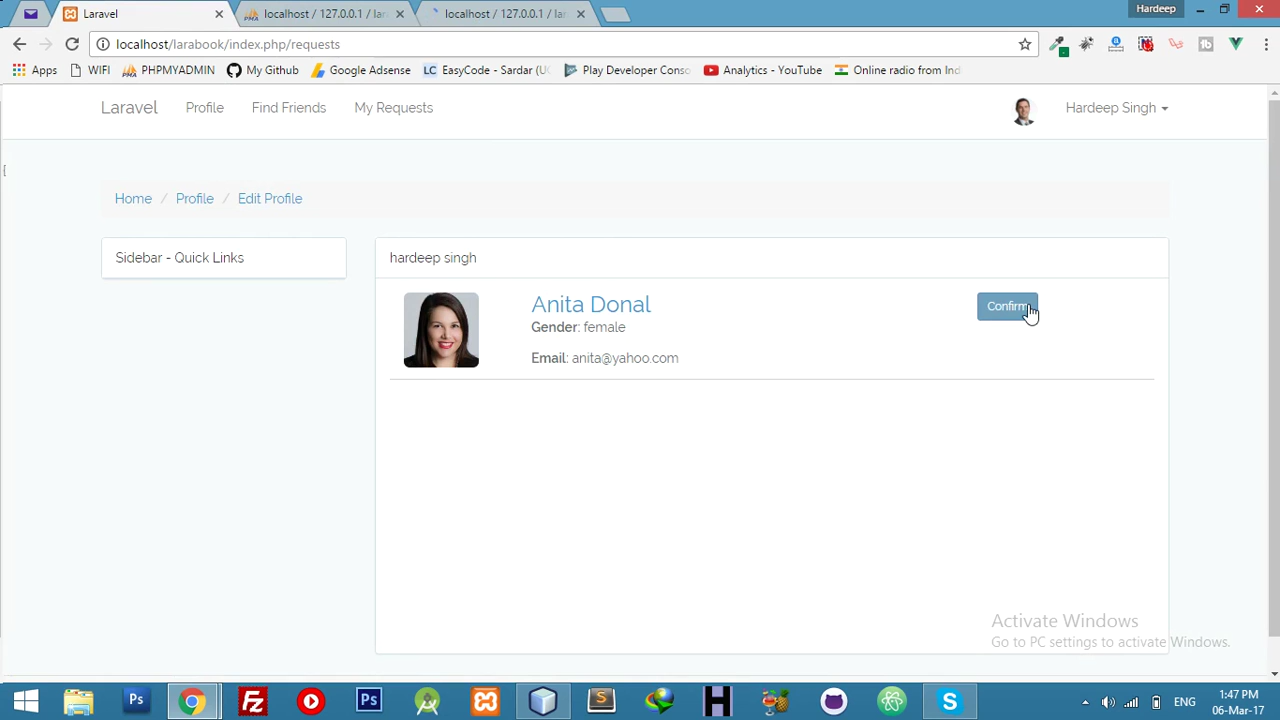 Laravel
localhost / 127.0.0.1 / lar
localhost / 127.0.0.1 / lar
Hardeep
localhost/larabook/index.php/requests
Apps
WIFI
PHPMYADMIN
My Github
Google Adsense
EasyCode - Sardar (U
Play Developer Conso
Analytics - YouTube
Online radio from Ind
Laravel
Profile
Find Friends
My Requests
Hardeep Singh
{
Home / Profile / Edit Profile
Sidebar - Quick Links
hardeep singh
Anita Donal
Confirm
Gender: female
Email: anita@yahoo.com
Activate Windows
Go to PC settings to activate Windows.
ENG
1:47 PM
06-Mar-17